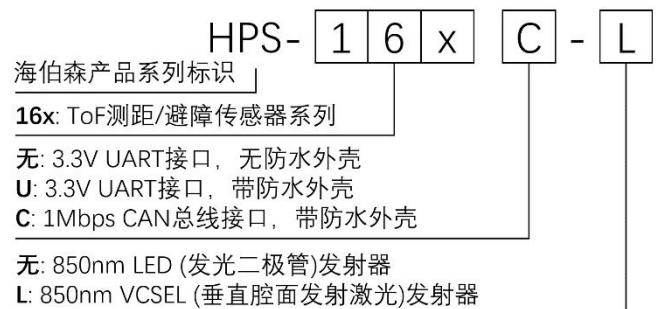 HPS- 1 6 x C - L
海伯森产品系列标识
16x: ToF测距/避障传感器系列
无: 3.3V UART接口，无防水外壳
U: 3.3V UART接口，带防水外壳
C: 1Mbps CAN总线接口，带防水外壳
无: 850nm LED (发光二极管)发射器
L: 850nm VCSEL (垂直腔面发射激光)发射器